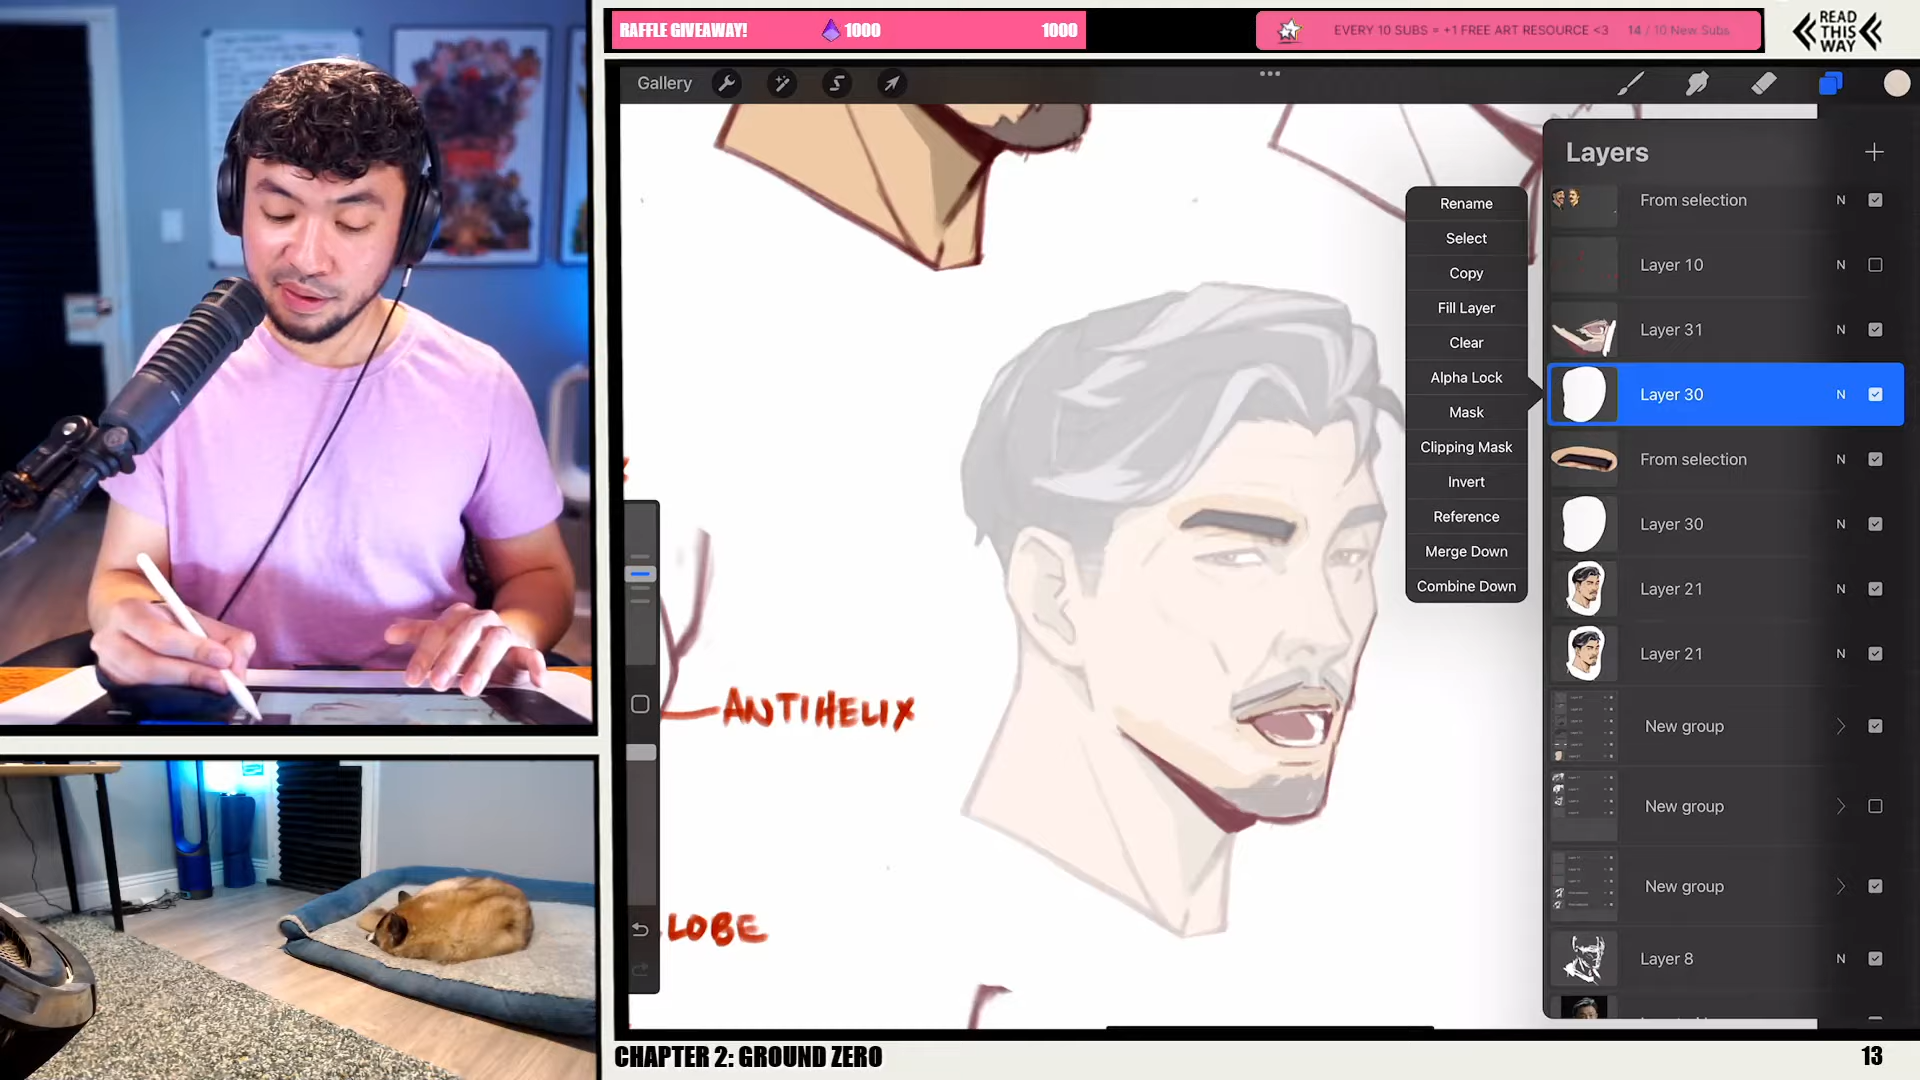 RAFFLE GIVEAWAY! 1000 1000
EVERY 10 SUBS = +1 FREE ART RESOURCE <3 14 / 10 New Subs
READ
THIS
WAY
Gallery
Layers
From selection N
Layer 10 N
Layer 31 N
Layer 30 N
From selection N
Layer 30 N
Layer 21 N
Layer 21 N
New group
New group
New group
Layer 8 N
Rename
Select
Copy
Fill Layer
Clear
Alpha Lock
Mask
Clipping Mask
Invert
Reference
Merge Down
Combine Down
ANTIHELIX
LOBE
CHAPTER 2: GROUND ZERO
13